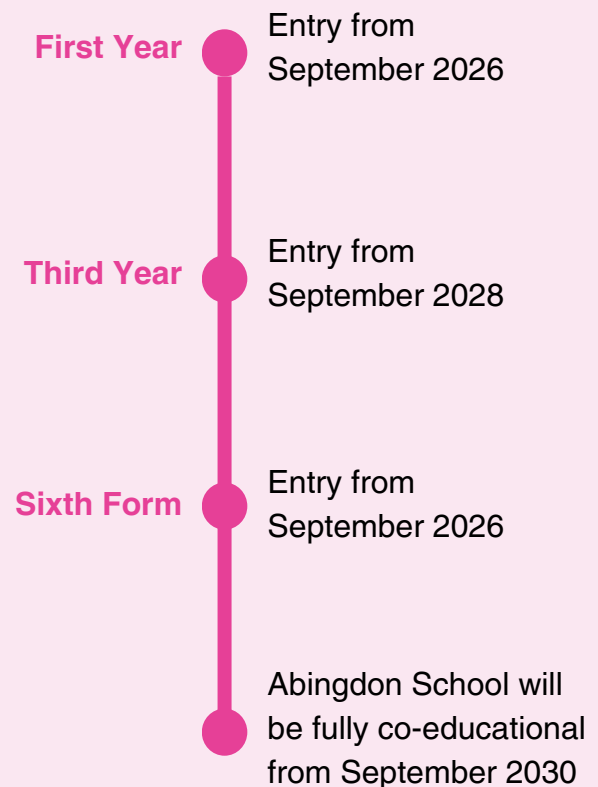 First Year
Entry from
September 2026
Third Year
Entry from
September 2028
Sixth Form
Entry from
September 2026
Abingdon School will
be fully co-educational
from September 2030